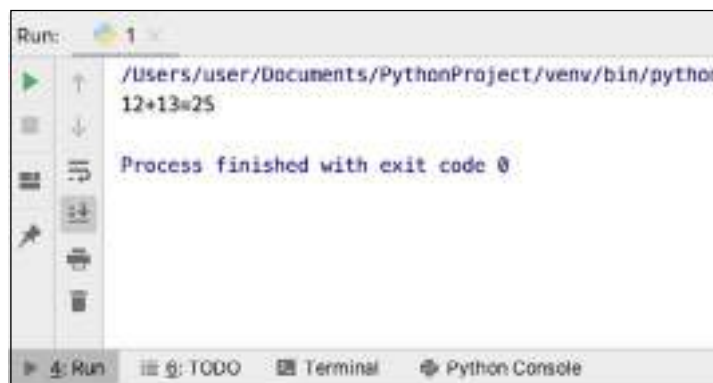 Run: 1
/Users/user/Documents/PythonProject/venv/bin/python
12+13=25
Process finished with exit code 0
4: Run 6: TODO Terminal Python Console